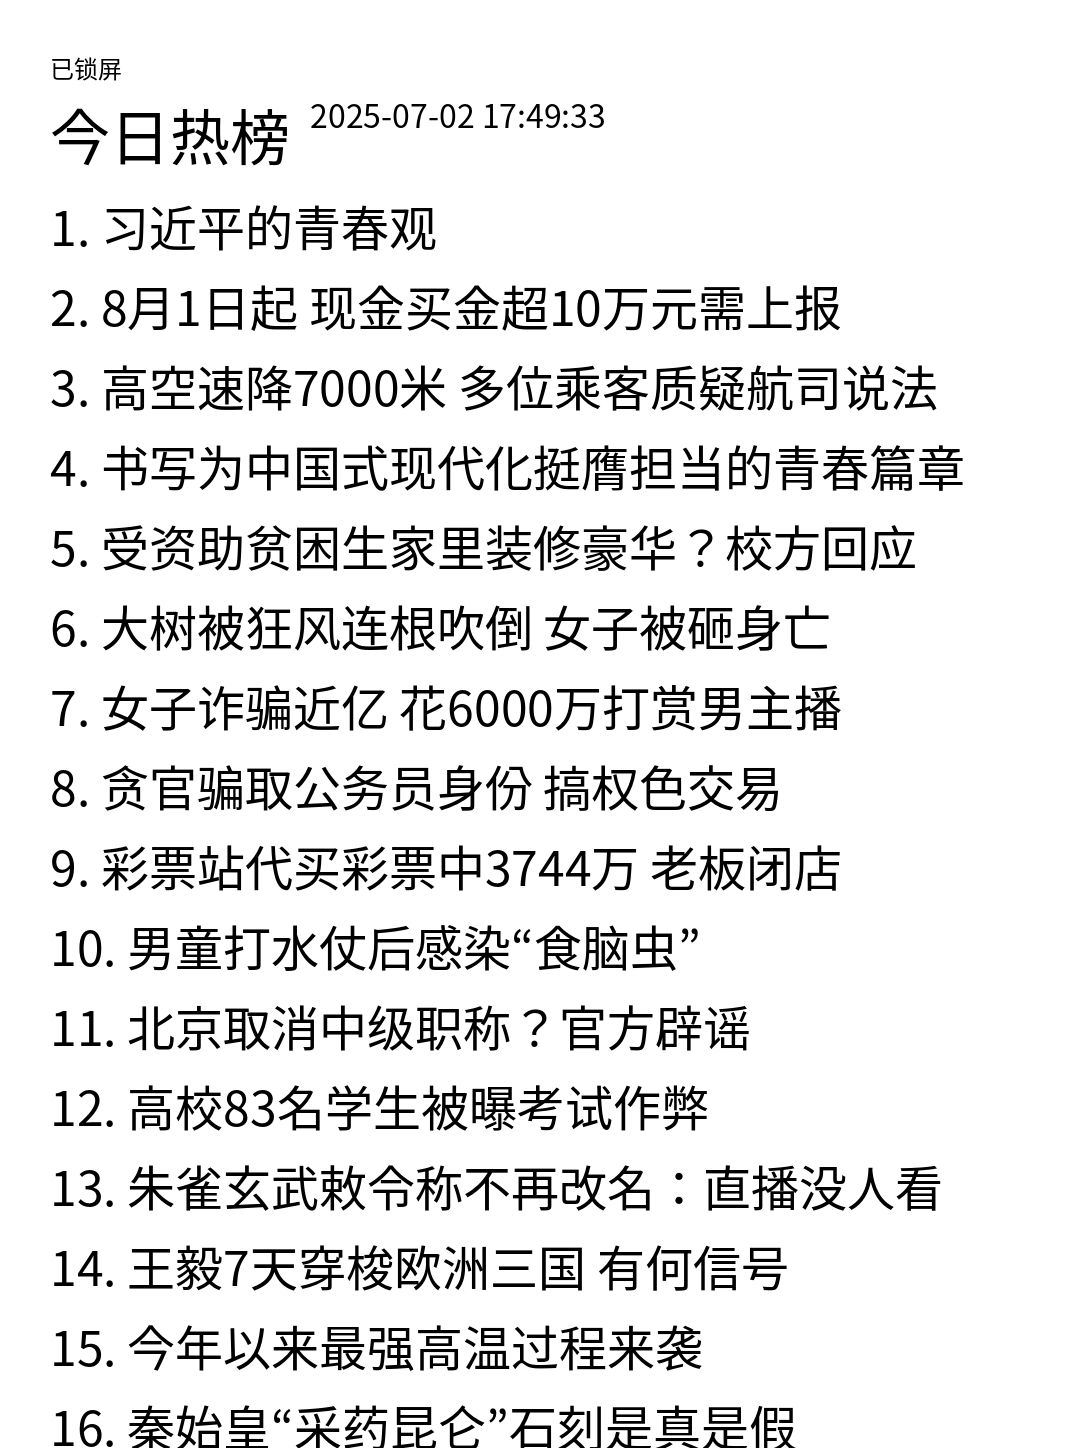 已锁屏
今日热榜 2025-07-02 17:49:33
1. 习近平的青春观
2. 8月1日起 现金买金超10万元需上报
3. 高空速降7000米 多位乘客质疑航司说法
4. 书写为中国式现代化挺膺担当的青春篇章
5. 受资助贫困生家里装修豪华？校方回应
6. 大树被狂风连根吹倒 女子被砸身亡
7. 女子诈骗近亿 花6000万打赏男主播
8. 贪官骗取公务员身份 搞权色交易
9. 彩票站代买彩票中3744万 老板闭店
10. 男童打水仗后感染“食脑虫”
11. 北京取消中级职称？官方辟谣
12. 高校83名学生被曝考试作弊
13. 朱雀玄武敕令称不再改名：直播没人看
14. 王毅7天穿梭欧洲三国 有何信号
15. 今年以来最强高温过程来袭
16. 秦始皇“采药昆仑”石刻是真是假